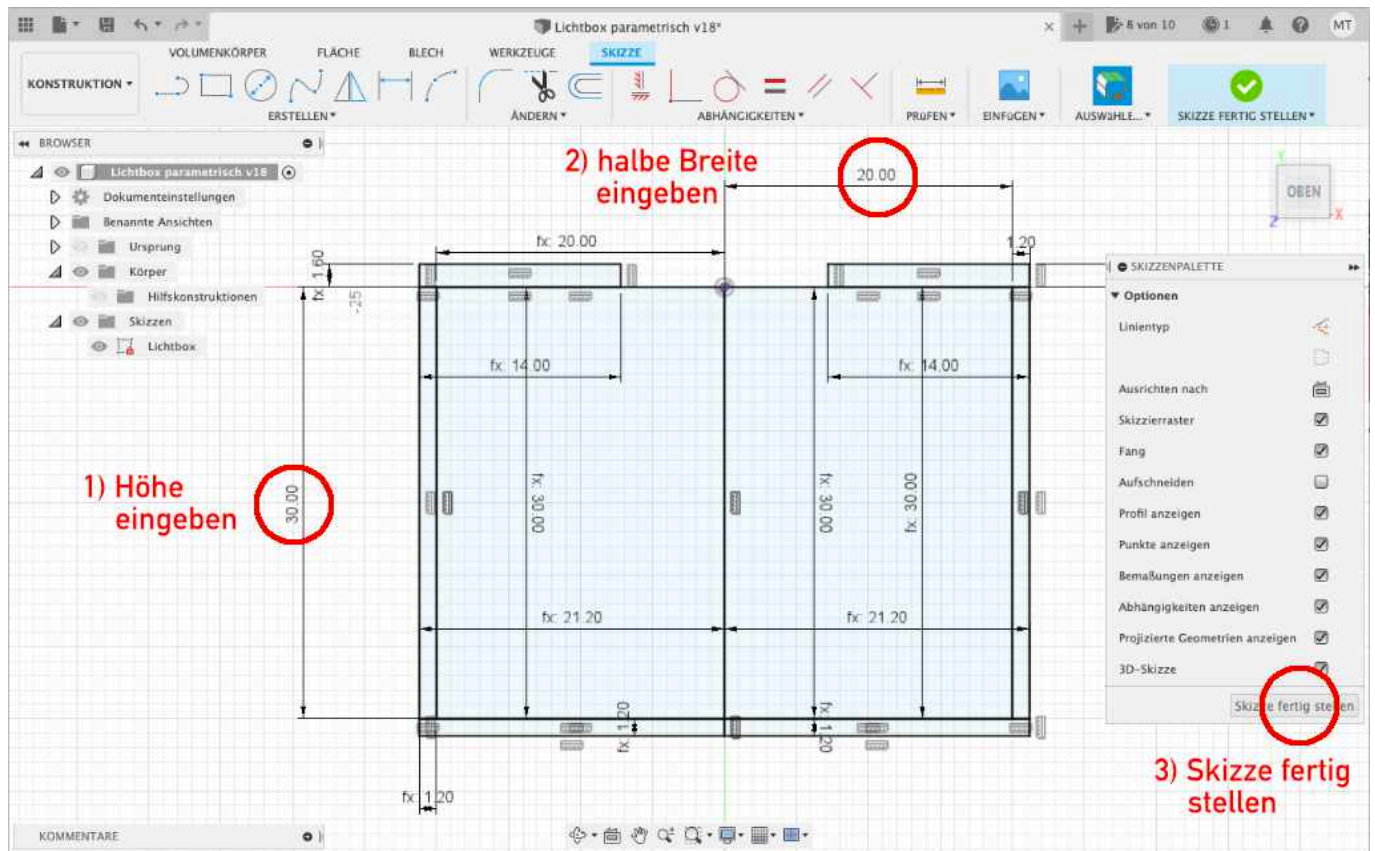 Lichtbox parametrisch v18*
8 von 10
1
MT
KONSTRUKTION
VOLUMENKÖRPER
FLÄCHE
BLECH
WERKZEUGE
SKIZZE
ERSTELLEN
ÄNDERN
ABHÄNGIGKEITEN
PRÜFEN
EINFÜGEN
AUSWÄHLE...
SKIZZE FERTIG STELLEN
BROWSER
Lichtbox parametrisch v18
Dokumenteinstellungen
Benannte Ansichten
Ursprung
Körper
Hilfskonstruktionen
Skizzen
Lichtbox
2) halbe Breite
eingeben
20.00
OBEN
Y
X
Z
fx: 20.00
1.20
fx: 1.60
-25
fx: 14.00
fx: 14.00
1) Höhe
eingeben
30.00
fx: 30.00
fx: 30.00
fx: 30.00
fx: 21.20
fx: 21.20
fx: 1.20
fx: 1.20
fx: 1.20
SKIZZENPALETTE
Optionen
Linientyp
Ausrichten nach
Skizzierraster
Fang
Aufschneiden
Profil anzeigen
Punkte anzeigen
Bemaßungen anzeigen
Abhängigkeiten anzeigen
Projizierte Geometrien anzeigen
3D-Skizze
Skizze fertig stellen
3) Skizze fertig
stellen
KOMMENTARE